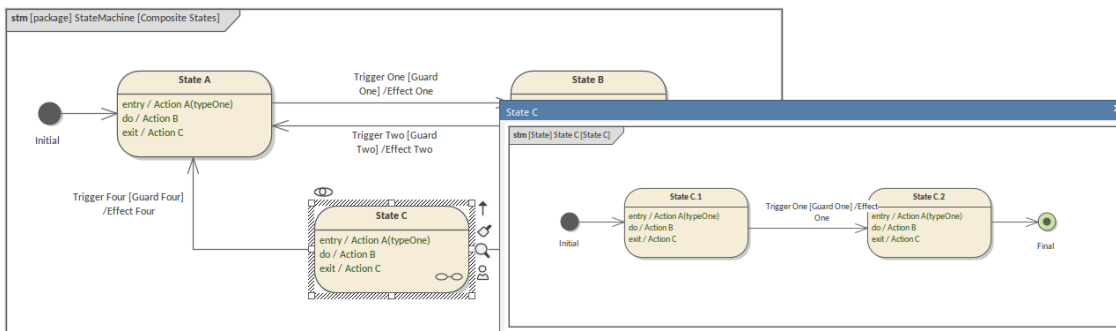 stm [package] StateMachine [Composite States]
State A
entry / Action A(typeOne)
do / Action B
exit / Action C
Initial
Trigger One [Guard
One] /Effect One
State B
Trigger Two [Guard
Two] /Effect Two
Trigger Four [Guard Four]
/Effect Four
State C
entry / Action A(typeOne)
do / Action B
exit / Action C
State C
stm [State] State C [State C]
Initial
State C.1
entry / Action A(typeOne)
do / Action B
exit / Action C
Trigger One [Guard One] /Effect
One
State C.2
entry / Action A(typeOne)
do / Action B
exit / Action C
Final